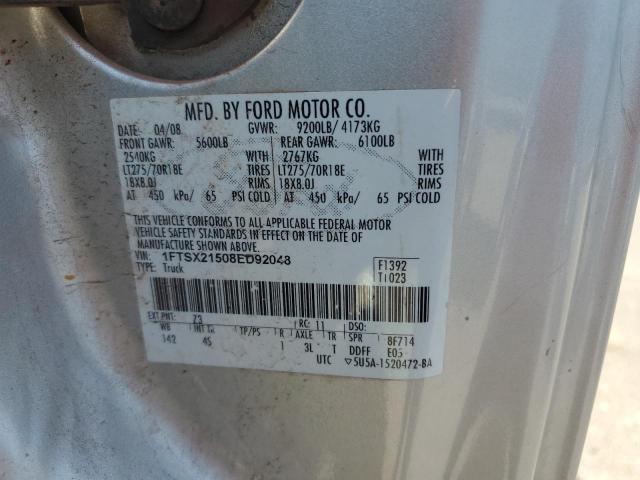 MFD. BY FORD MOTOR CO.
DATE: 04/08 GVWR: 9200LB/ 4173KG
FRONT GAWR: 5600LB REAR GAWR: 6100LB
2540KG WITH 2767KG WITH
LT275/70R18E TIRES LT275/70R18E TIRES
18X8.0J RIMS 18X8.0J RIMS
AT 450 kPa/ 65 PSI COLD AT 450 kPa/ 65 PSI COLD
THIS VEHICLE CONFORMS TO ALL APPLICABLE FEDERAL MOTOR
VEHICLE SAFETY STANDARDS IN EFFECT ON THE DATE OF
MANUFACTURE SHOWN ABOVE.
VIN: 1FTSX21508ED92048
TYPE: Truck
F1392
T1023
EXT PNT: Z3 RC: 11 DSO:
WB INT TR TP/PS R AXLE TR SPR 8F714
142 4S 1 3L T DDFF E05
UTC ▽5U5A-1520472-BA